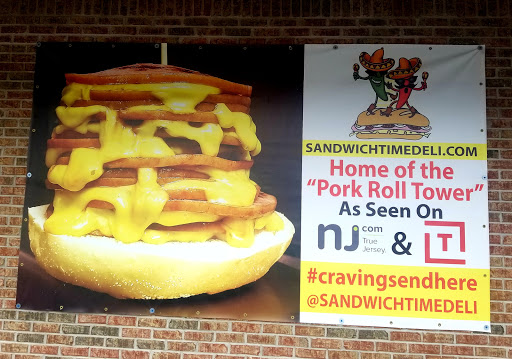 SANDWICHTIMEDELI.COM
Home of the
"Pork Roll Tower"
As Seen On
nj.com
True
Jersey.
& T
#cravingsendhere
@SANDWICHTIMEDELI